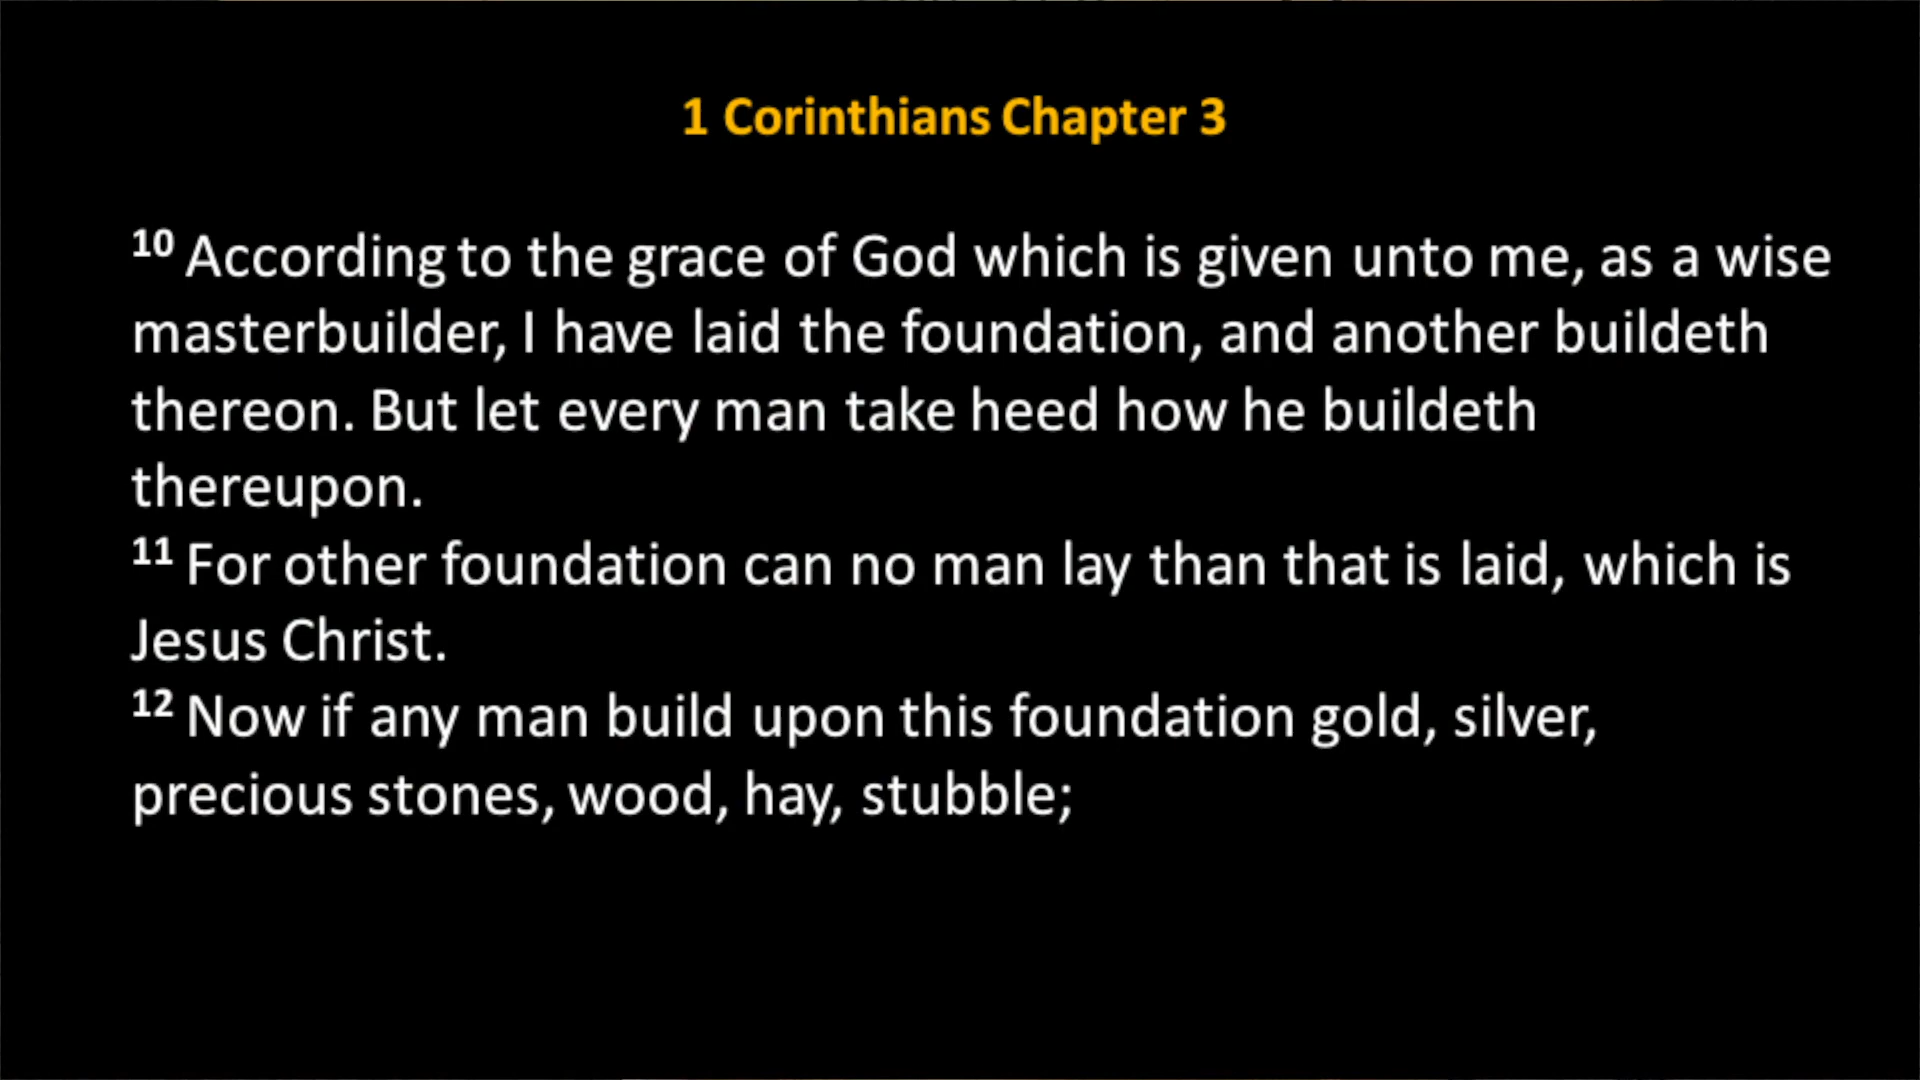 1 Corinthians Chapter 3
10 According to the grace of God which is given unto me, as a wise
masterbuilder, I have laid the foundation, and another buildeth
thereon. But let every man take heed how he buildeth
thereupon.
11 For other foundation can no man lay than that is laid, which is
Jesus Christ.
12 Now if any man build upon this foundation gold, silver,
precious stones, wood, hay, stubble;